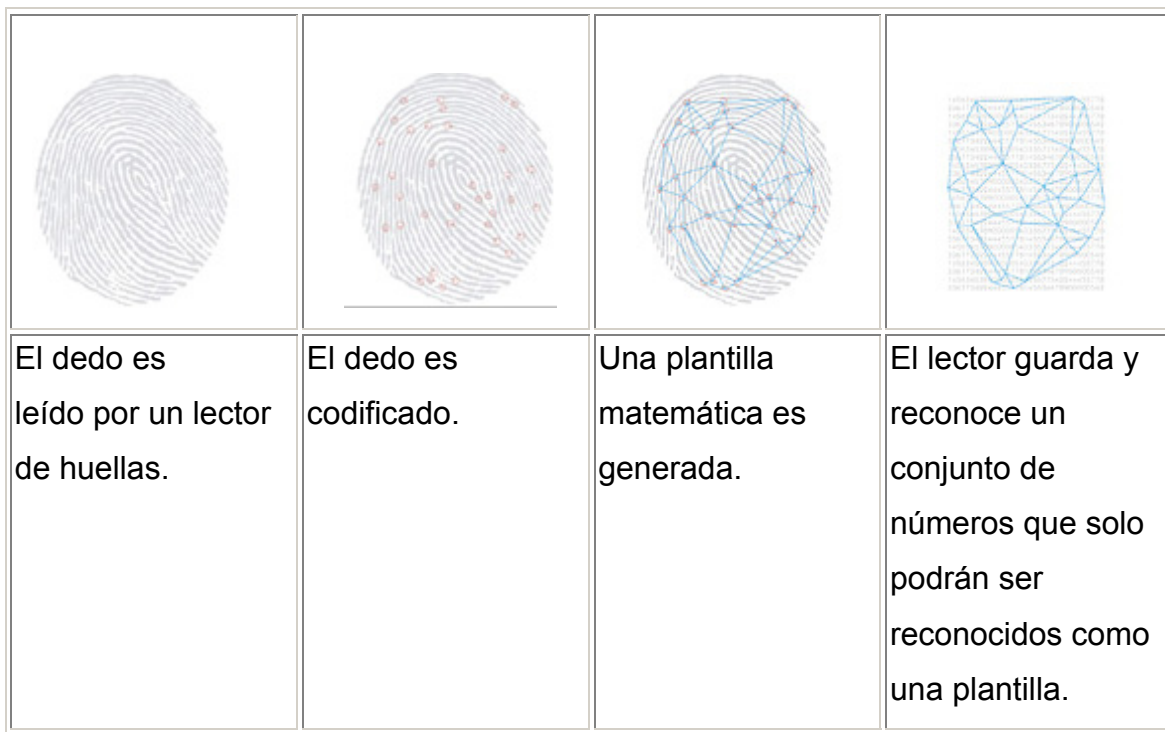 El dedo es
leído por un lector
de huellas.
El dedo es
codificado.
Una plantilla
matemática es
generada.
El lector guarda y
reconoce un
conjunto de
números que solo
podrán ser
reconocidos como
una plantilla.